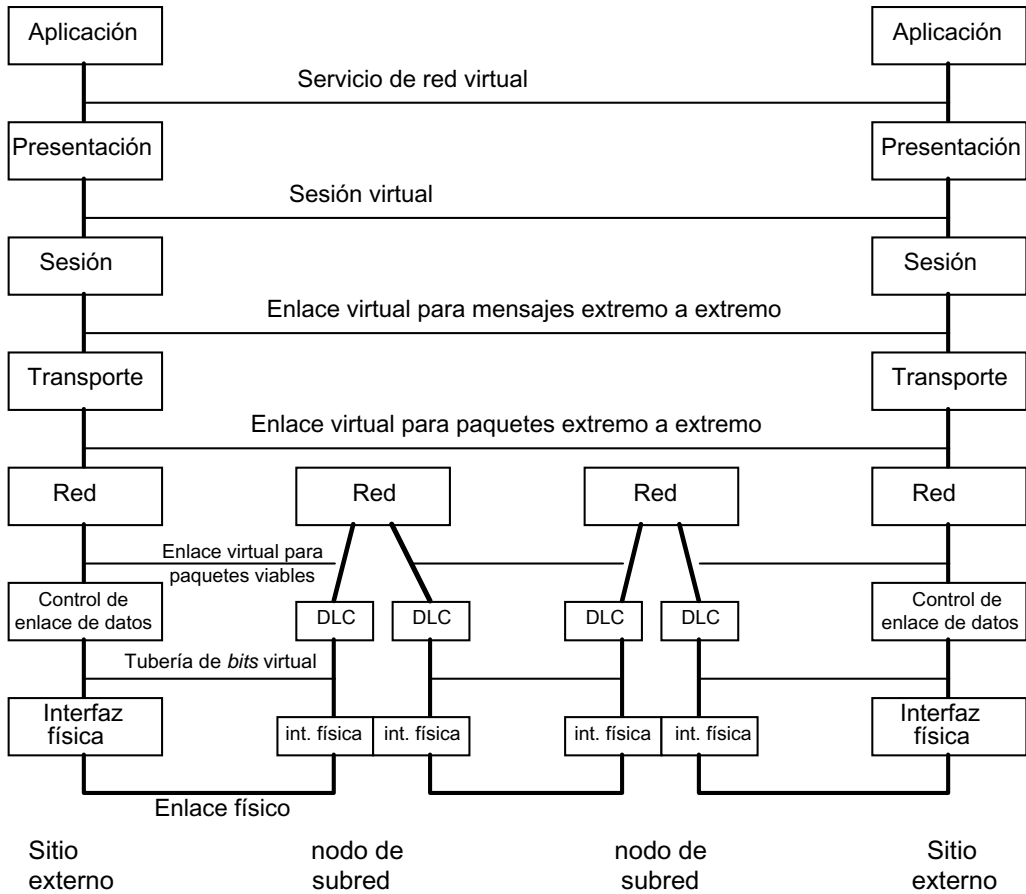 Aplicación
Aplicación
Servicio de red virtual
Presentación
Presentación
Sesión virtual
Sesión
Sesión
Enlace virtual para mensajes extremo a extremo
Transporte
Transporte
Enlace virtual para paquetes extremo a extremo
Red
Red
Red
Red
Enlace virtual para
paquetes viables
Control de
enlace de datos
DLC
DLC
DLC
DLC
Control de
enlace de datos
Tubería de bits virtual
Interfaz
física
int. física
int. física
int. física
int. física
Interfaz
física
Enlace físico
Sitio
externo
nodo de
subred
nodo de
subred
Sitio
externo